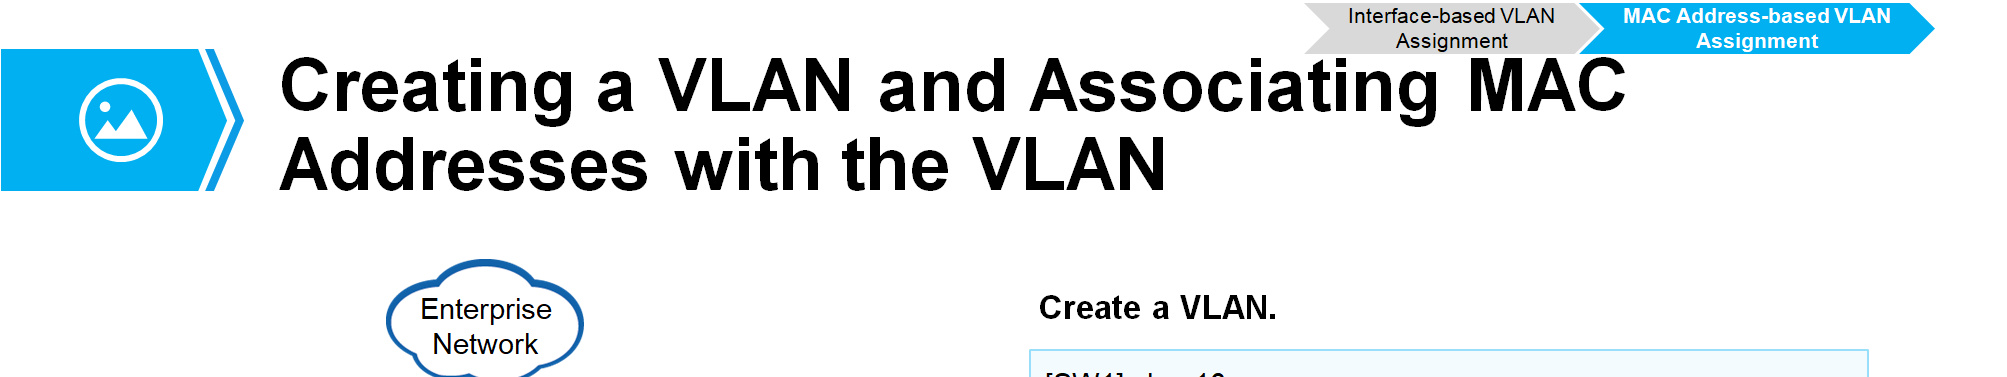 Interface-based VLAN
Assignment
MAC Address-based VLAN
Assignment
Creating a VLAN and Associating MAC
Addresses with the VLAN
Enterprise
Network
Create a VLAN.